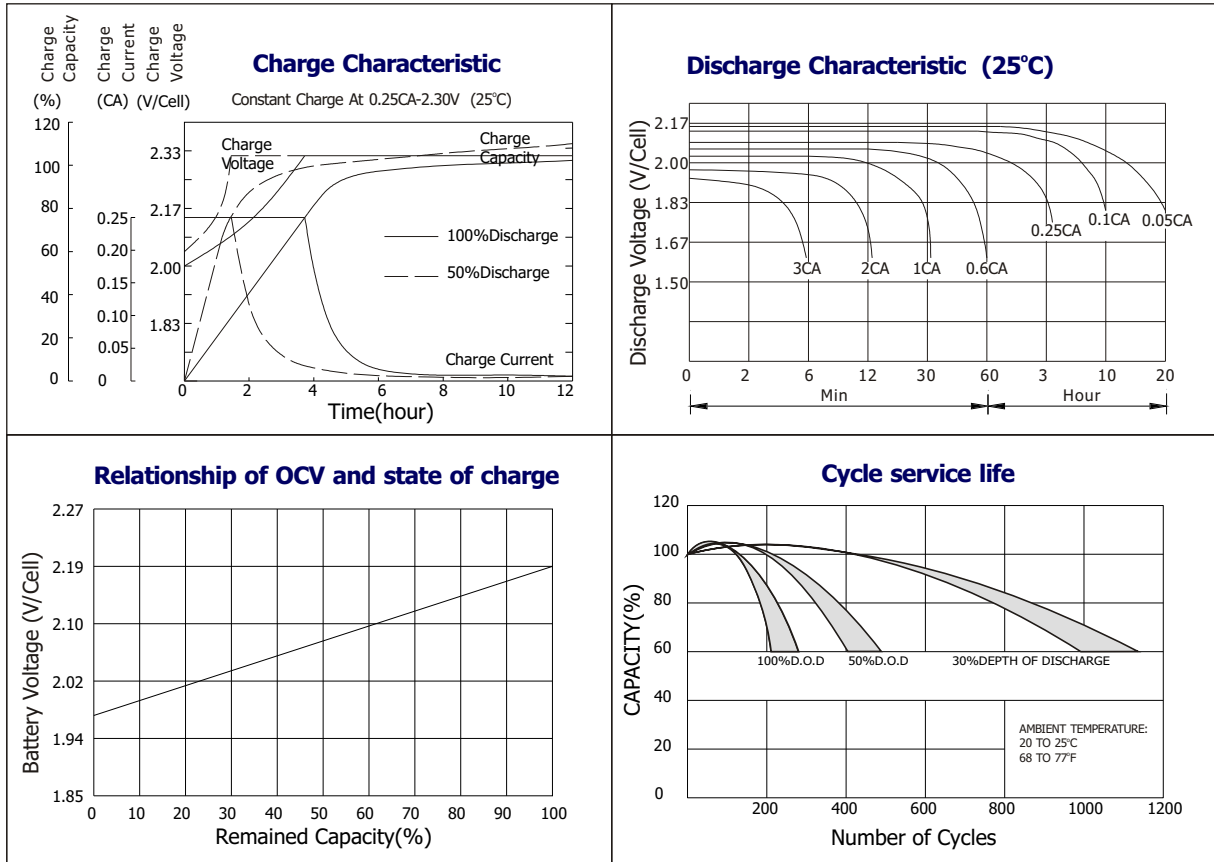 Charge Characteristic
Constant Charge At 0.25CA-2.30V (25°C)
Charge
Capacity
Charge
Current
Charge
Voltage
(%)
(CA)
(V/Cell)
120
100
80
60
40
20
0
0.25
0.20
0.15
0.10
0.05
0
2.33
2.17
2.00
1.83
Charge
Voltage
Charge
Capacity
100%Discharge
50%Discharge
Charge Current
0 2 4 6 8 10 12
Time(hour)
Discharge Characteristic (25°C)
Discharge Voltage (V/Cell)
2.17
2.00
1.83
1.67
1.50
3CA
2CA
1CA
0.6CA
0.25CA
0.1CA
0.05CA
0 2 6 12 30 60 3 10 20
Min
Hour
Relationship of OCV and state of charge
Battery Voltage (V/Cell)
2.27
2.19
2.10
2.02
1.94
1.85
0 10 20 30 40 50 60 70 80 90 100
Remained Capacity(%)
Cycle service life
CAPACITY(%)
120
100
80
60
40
20
0
100%D.O.D
50%D.O.D
30%DEPTH OF DISCHARGE
AMBIENT TEMPERATURE:
20 TO 25°C
68 TO 77°F
200 400 600 800 1000 1200
Number of Cycles